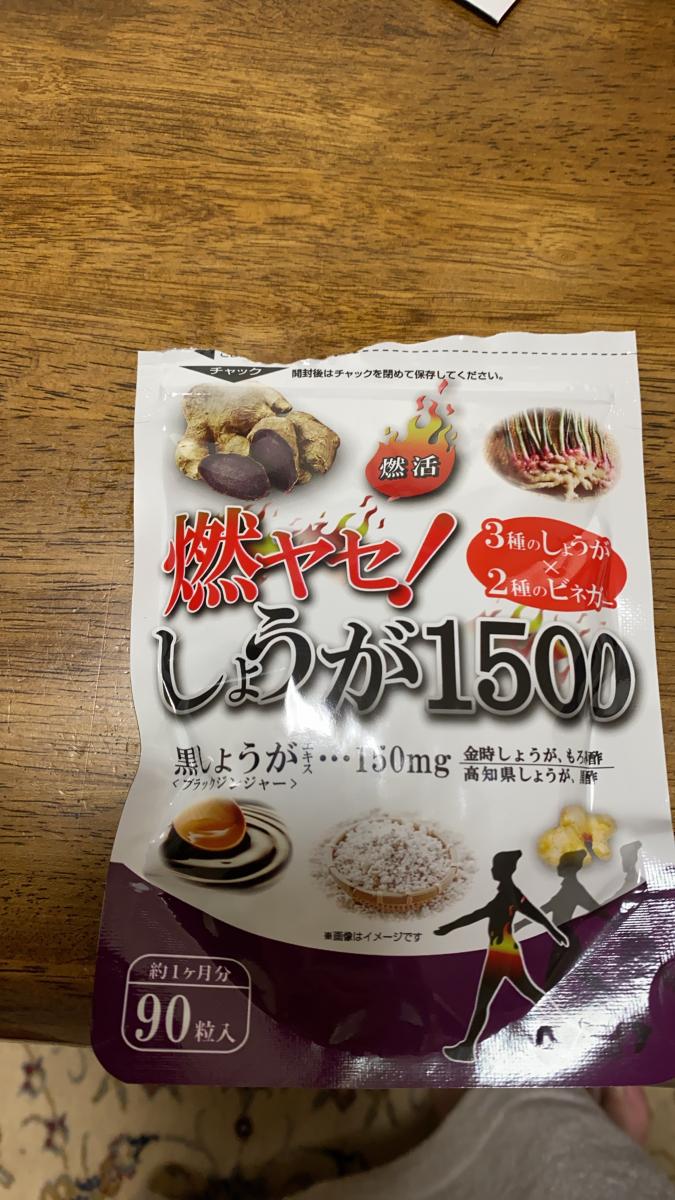 チャック
開封後はチャックを閉めて保存してください。
燃活
燃ヤセ!
3種のしょうが
×
2種のビネガー
しょうが1500
黒しょうがエキス…150mg
<ブラックジンジャー>
金時しょうが、もろ酢
高知県しょうが、黒酢
※画像はイメージです
約1ヶ月分
90粒入